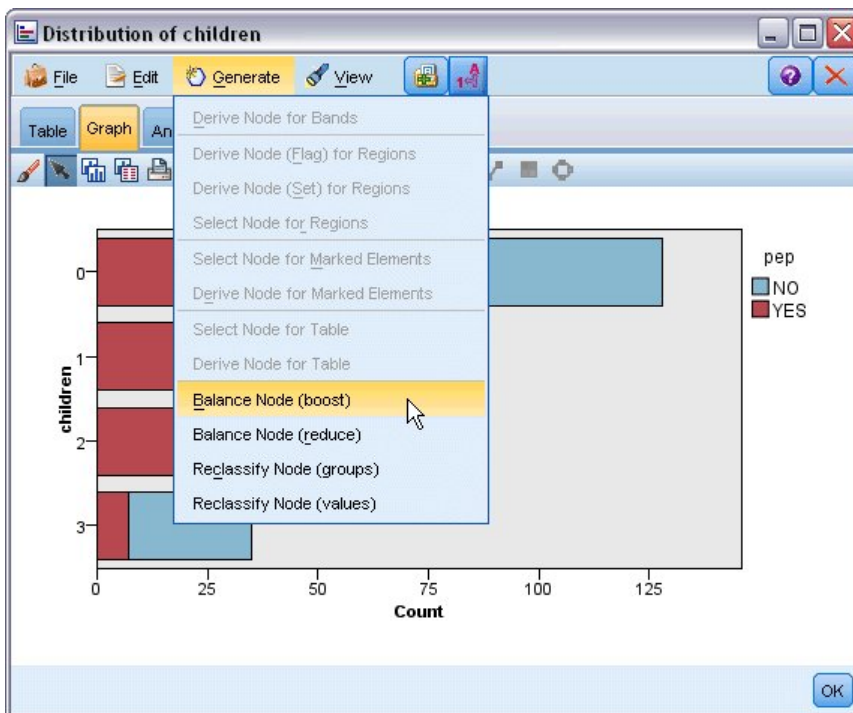 Distribution of children
File Edit Generate View
Table Graph An
Derive Node for Bands
Derive Node (Flag) for Regions
Derive Node (Set) for Regions
Select Node for Regions
Select Node for Marked Elements
Derive Node for Marked Elements
Select Node for Table
Derive Node for Table
Balance Node (boost)
Balance Node (reduce)
Reclassify Node (groups)
Reclassify Node (values)
children
0
1
2
3
0 25 50 75 100 125
Count
pep
NO
YES
OK